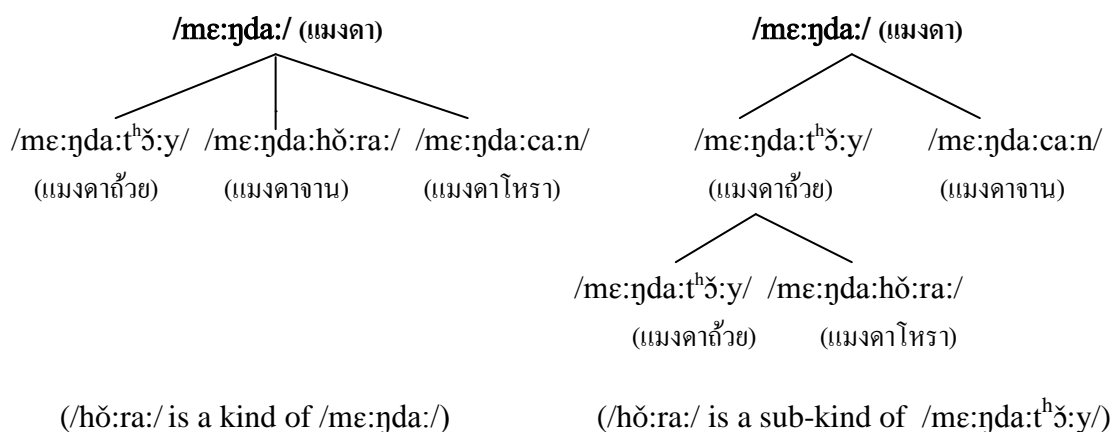 /mɛ:ŋda:/ (แมงดา) /mɛ:ŋda:/ (แมงดา)
/mɛ:ŋda:tʰɔ̌:y/ /mɛ:ŋda:hǒ:ra:/ /mɛ:ŋda:ca:n/ /mɛ:ŋda:tʰɔ̌:y/ /mɛ:ŋda:ca:n/
(แมงดาถ้วย) (แมงดาจาน) (แมงดาโหรา) (แมงดาถ้วย) (แมงดาจาน)
/mɛ:ŋda:tʰɔ̌:y/ /mɛ:ŋda:hǒ:ra:/
(แมงดาถ้วย) (แมงดาโหรา)
(/hǒ:ra:/ is a kind of /mɛ:ŋda:/) (/hǒ:ra:/ is a sub-kind of /mɛ:ŋda:tʰɔ̌:y/)